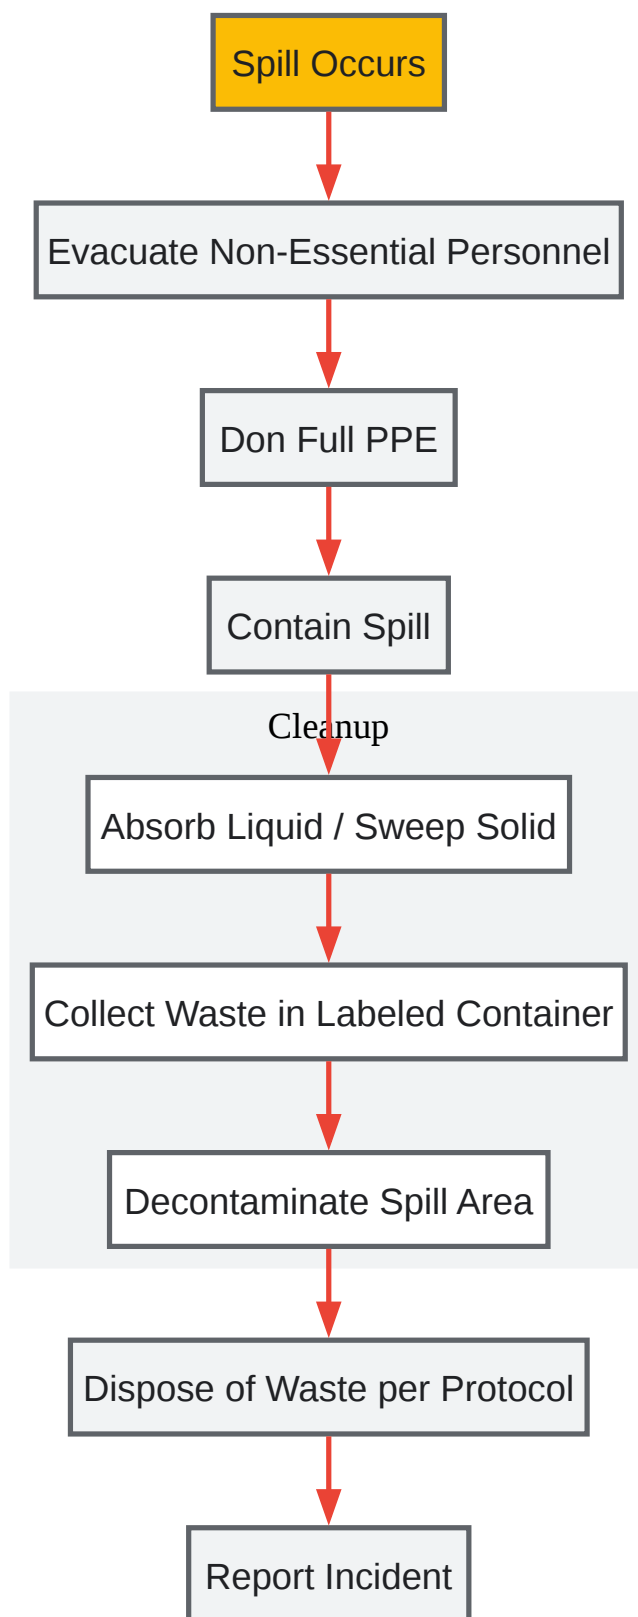 Spill Occurs
Evacuate Non-Essential Personnel
Don Full PPE
Contain Spill
Cleanup
Absorb Liquid / Sweep Solid
Collect Waste in Labeled Container
Decontaminate Spill Area
Dispose of Waste per Protocol
Report Incident